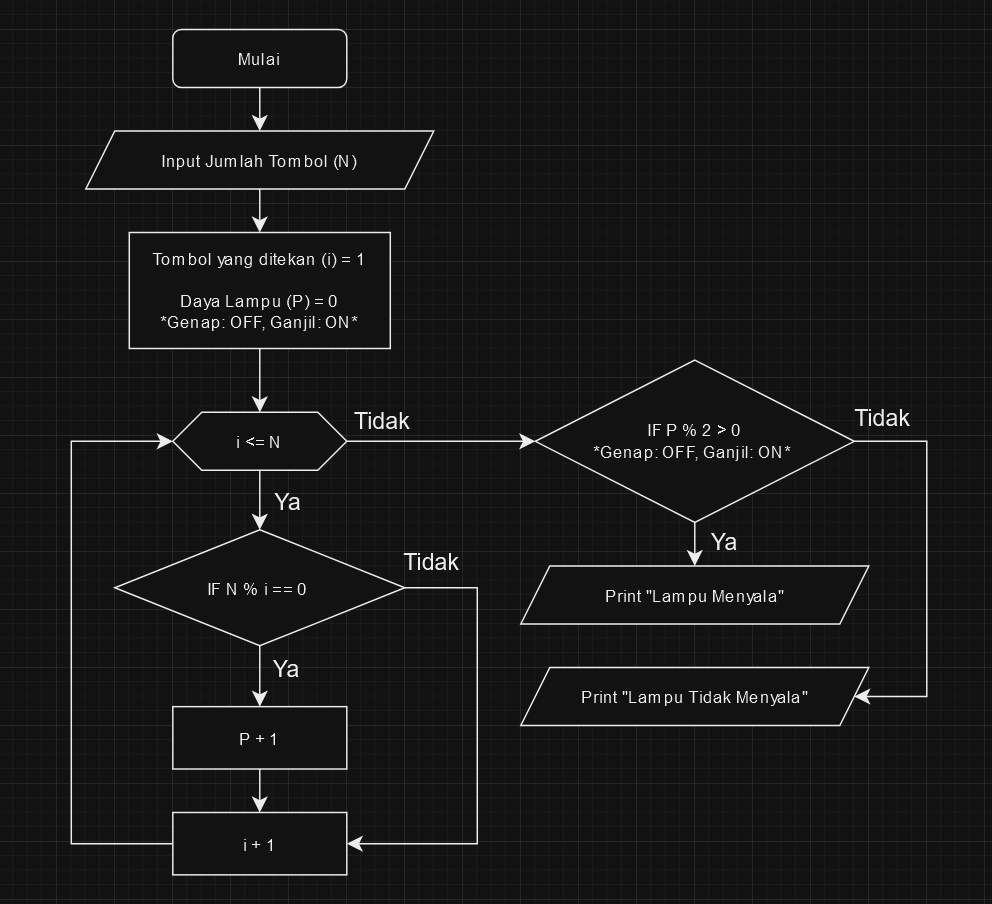 Mulai
Input Jumlah Tombol (N)
Tombol yang ditekan (i) = 1
Daya Lampu (P) = 0
*Genap: OFF, Ganjil: ON*
i <= N
Tidak
Ya
IF N % i == 0
Tidak
Ya
P + 1
i + 1
IF P % 2 > 0
*Genap: OFF, Ganjil: ON*
Tidak
Ya
Print "Lampu Menyala"
Print "Lampu Tidak Menyala"